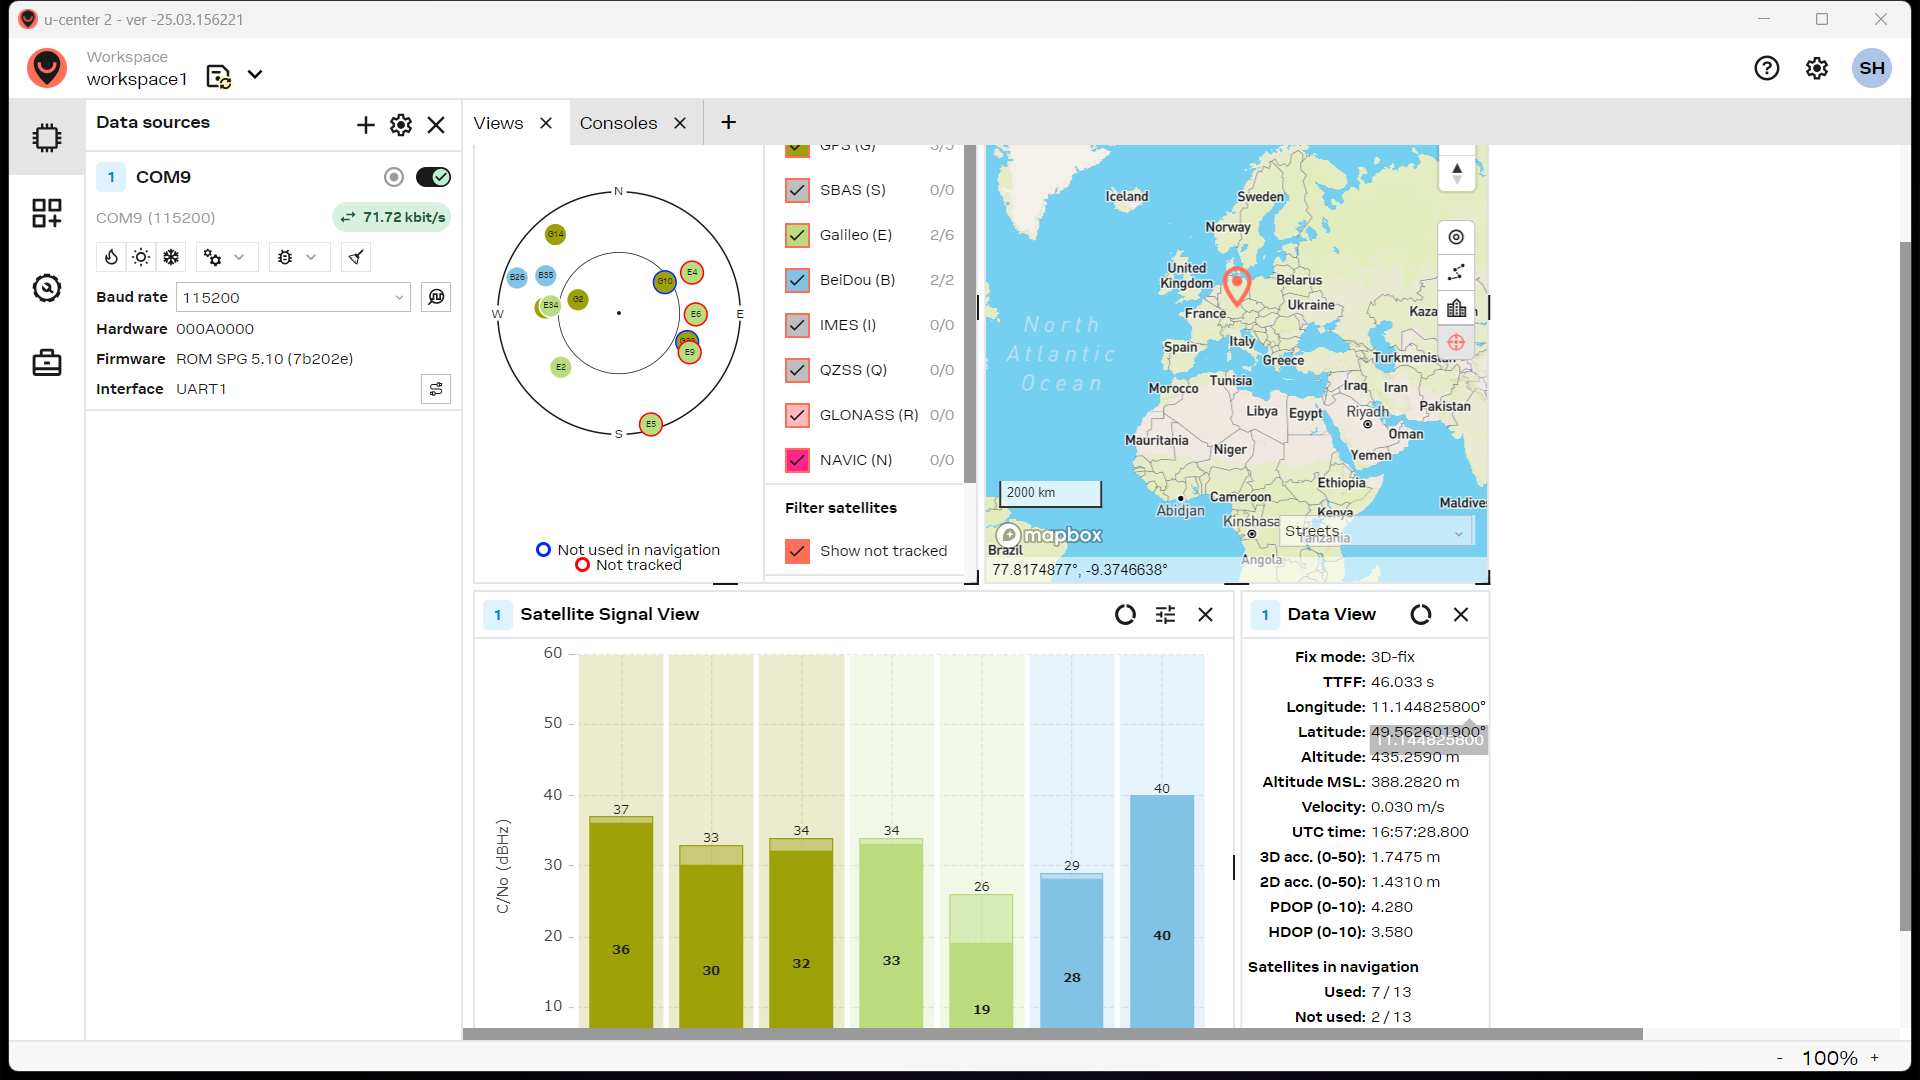 u-center 2 - ver -25.03.156221
Workspace
workspace1
SH
Data sources
Views
Consoles
1
COM9
COM9 (115200)
71.72 kbit/s
Baud rate
115200
Hardware
000A0000
Firmware
ROM SPG 5.10 (7b202e)
Interface
UART1
N
W
E
S
G14
B26
B35
G10
E4
E34
G2
E6
E9
E2
E5
Not used in navigation
Not tracked
GPS (G)
3/5
SBAS (S)
0/0
Galileo (E)
2/6
BeiDou (B)
2/2
IMES (I)
0/0
QZSS (Q)
0/0
GLONASS (R)
0/0
NAVIC (N)
0/0
Filter satellites
Show not tracked
Iceland
Sweden
Norway
United
Kingdom
Belarus
Ukraine
France
Kaza
North
Atlantic
Ocean
Spain
Italy
Greece
Turkmenis
Morocco
Tunisia
Iraq
Iran
Libya
Egypt
Riyadh
Pakistan
Oman
Mauritania
Niger
Yemen
2000 km
Ethiopia
Cameroon
Abidjan
Maldive
Kenya
Kinshasa
Streets
Tanzania
mapbox
Brazil
Angola
77.8174877°, -9.3746638°
1
Satellite Signal View
60
50
40
30
20
10
C/No (dBHz)
37
33
34
34
26
29
40
36
30
32
33
19
28
40
1
Data View
Fix mode: 3D-fix
TTFF: 46.033 s
Longitude: 11.144825800°
Latitude: 49.562601900°
11.144825800
Altitude: 435.2590 m
Altitude MSL: 388.2820 m
Velocity: 0.030 m/s
UTC time: 16:57:28.800
3D acc. (0-50): 1.7475 m
2D acc. (0-50): 1.4310 m
PDOP (0-10): 4.280
HDOP (0-10): 3.580
Satellites in navigation
Used: 7 / 13
Not used: 2 / 13
- 100% +